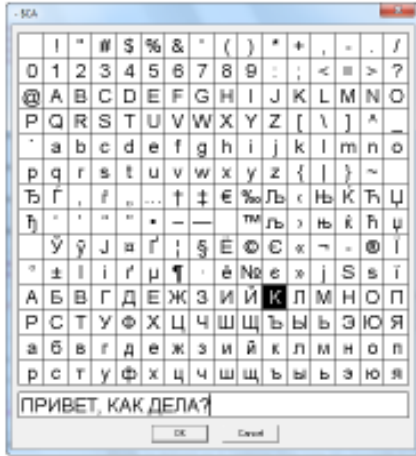 - SCA
! " # $ % & ' ( ) * + , - . /
0 1 2 3 4 5 6 7 8 9 : ; < = > ?
@ A B C D E F G H I J K L M N O
P Q R S T U V W X Y Z [ \ ] ^ _
` a b c d e f g h i j k l m n o
p q r s t u v w x y z { | } ~
Ђ Ѓ ‚ ѓ „ … † ‡ € ‰ Љ ‹ Њ Ќ Ћ Џ
ђ ‘ ’ “ ” • – — ™ љ › њ ќ ћ џ
Ў ў Ј ¤ Ґ ¦ § Ё © Є « ¬ - ® Ї
° ± І і ґ µ ¶ · ё № є » ј Ѕ ѕ ї
А Б В Г Д Е Ж З И Й К Л М Н О П
Р С Т У Ф Х Ц Ч Ш Щ Ъ Ы Ь Э Ю Я
а б в г д е ж з и й к л м н о п
р с т у ф х ц ч ш щ ъ ы ь э ю я
ПРИВЕТ, КАК ДЕЛА?
OK Cancel